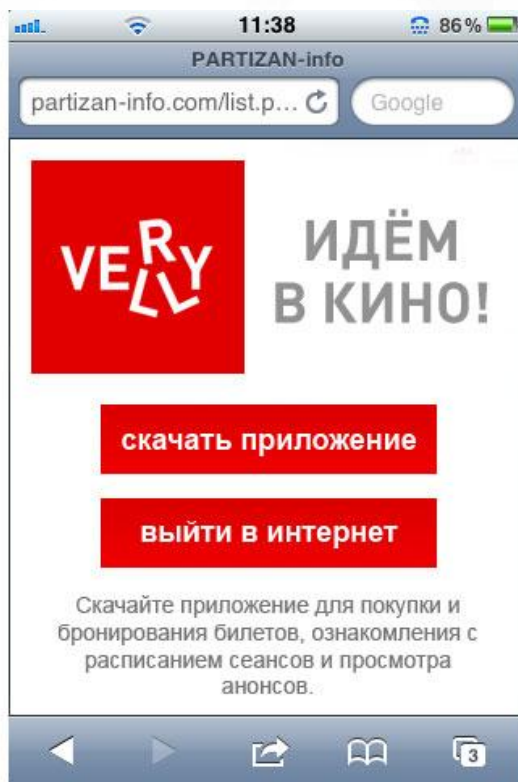 11:38
86%
PARTIZAN-info
partizan-info.com/list.p...
Google
VERLLY
ИДЁМ
В КИНО!
скачать приложение
выйти в интернет
Скачайте приложение для покупки и
бронирования билетов, ознакомления с
расписанием сеансов и просмотра
анонсов.
3